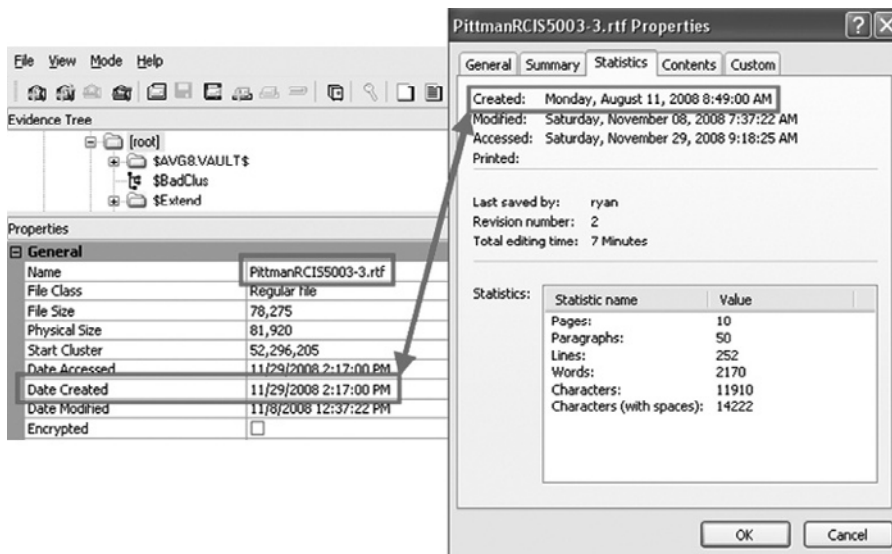 File View Mode Help
Evidence Tree
[root]
$AVG8.VAULT$
$BadClus
$Extend
Properties
General
Name PittmanRCIS5003-3.rtf
File Class Regular file
File Size 78,275
Physical Size 81,920
Start Cluster 52,296,205
Date Accessed 11/29/2008 2:17:00 PM
Date Created 11/29/2008 2:17:00 PM
Date Modified 11/8/2008 12:37:22 PM
Encrypted
PittmanRCIS5003-3.rtf Properties
General Summary Statistics Contents Custom
Created: Monday, August 11, 2008 8:49:00 AM
Modified: Saturday, November 08, 2008 7:37:22 AM
Accessed: Saturday, November 29, 2008 9:18:25 AM
Printed:
Last saved by: ryan
Revision number: 2
Total editing time: 7 Minutes
Statistics:
Statistic name Value
Pages: 10
Paragraphs: 50
Lines: 252
Words: 2170
Characters: 11910
Characters (with spaces): 14222
OK Cancel